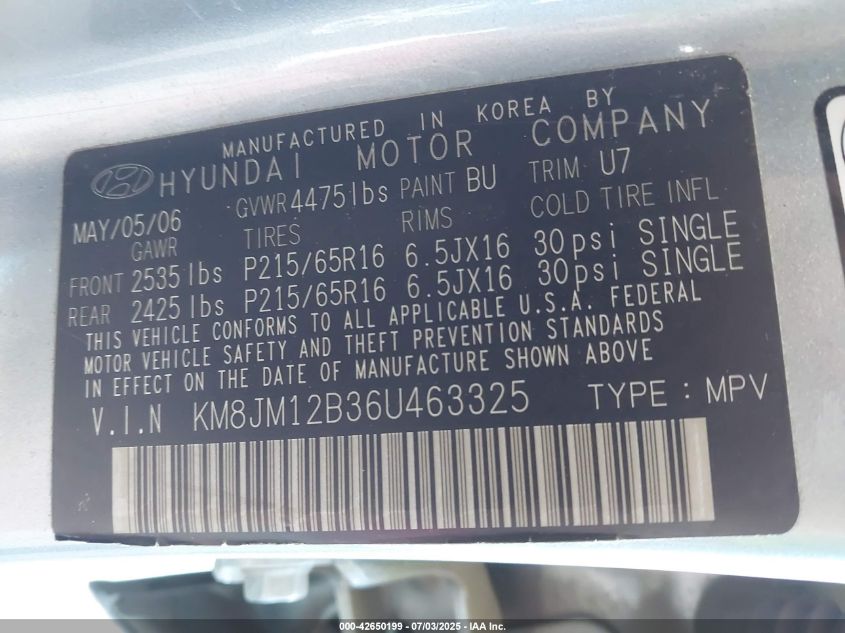 MANUFACTURED IN KOREA BY
HYUNDAI MOTOR COMPANY
MAY/05/06 GVWR 4475lbs PAINT BU TRIM U7
GAWR TIRES RIMS COLD TIRE INFL
FRONT 2535lbs P215/65R16 6.5JX16 30psi SINGLE
REAR 2425lbs P215/65R16 6.5JX16 30psi SINGLE
THIS VEHICLE CONFORMS TO ALL APPLICABLE U.S.A. FEDERAL
MOTOR VEHICLE SAFETY AND THEFT PREVENTION STANDARDS
IN EFFECT ON THE DATE OF MANUFACTURE SHOWN ABOVE
V.I.N KM8JM12B36U463325 TYPE : MPV
000-42650199 - 07/03/2025 - IAA Inc.